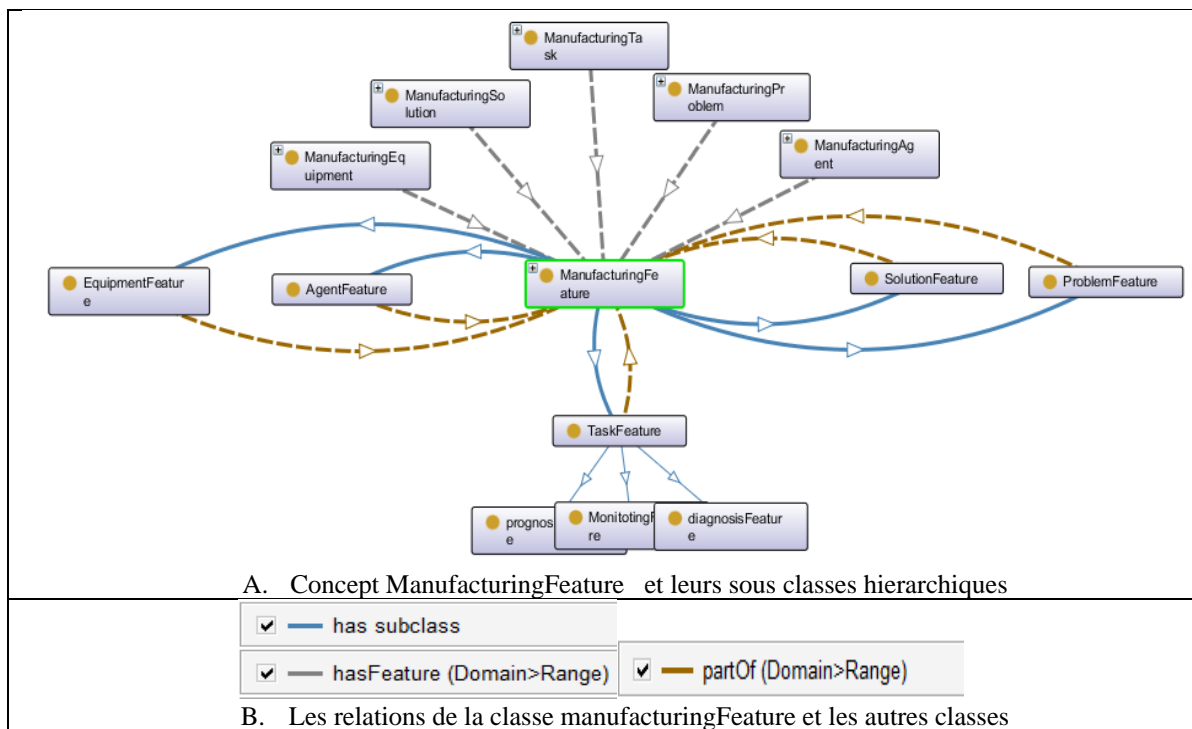 ManufacturingTa
sk
ManufacturingSo
lution
ManufacturingPr
oblem
ManufacturingEq
uipment
ManufacturingAg
ent
EquipmentFeatur
e
AgentFeature
ManufacturingFe
ature
SolutionFeature
ProblemFeature
TaskFeature
prognos
e
MonitotingF
re
diagnosisFeatur
e
A. Concept ManufacturingFeature et leurs sous classes hierarchiques
has subclass
hasFeature (Domain>Range)
partOf (Domain>Range)
B. Les relations de la classe manufacturingFeature et les autres classes